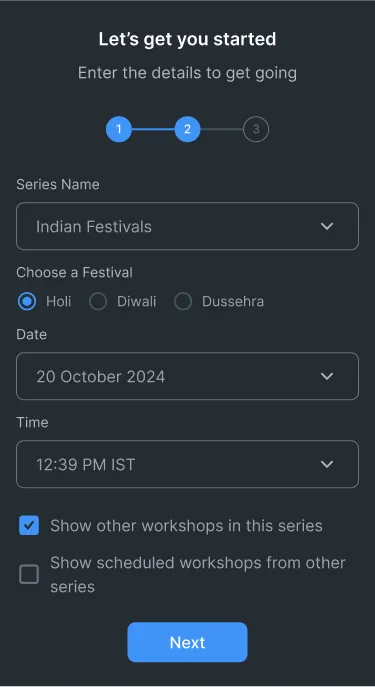 Let's get you started
Enter the details to get going
1 2 3
Series Name
Indian Festivals
Choose a Festival
Holi Diwali Dussehra
Date
20 October 2024
Time
12:39 PM IST
Show other workshops in this series
Show scheduled workshops from other
series
Next